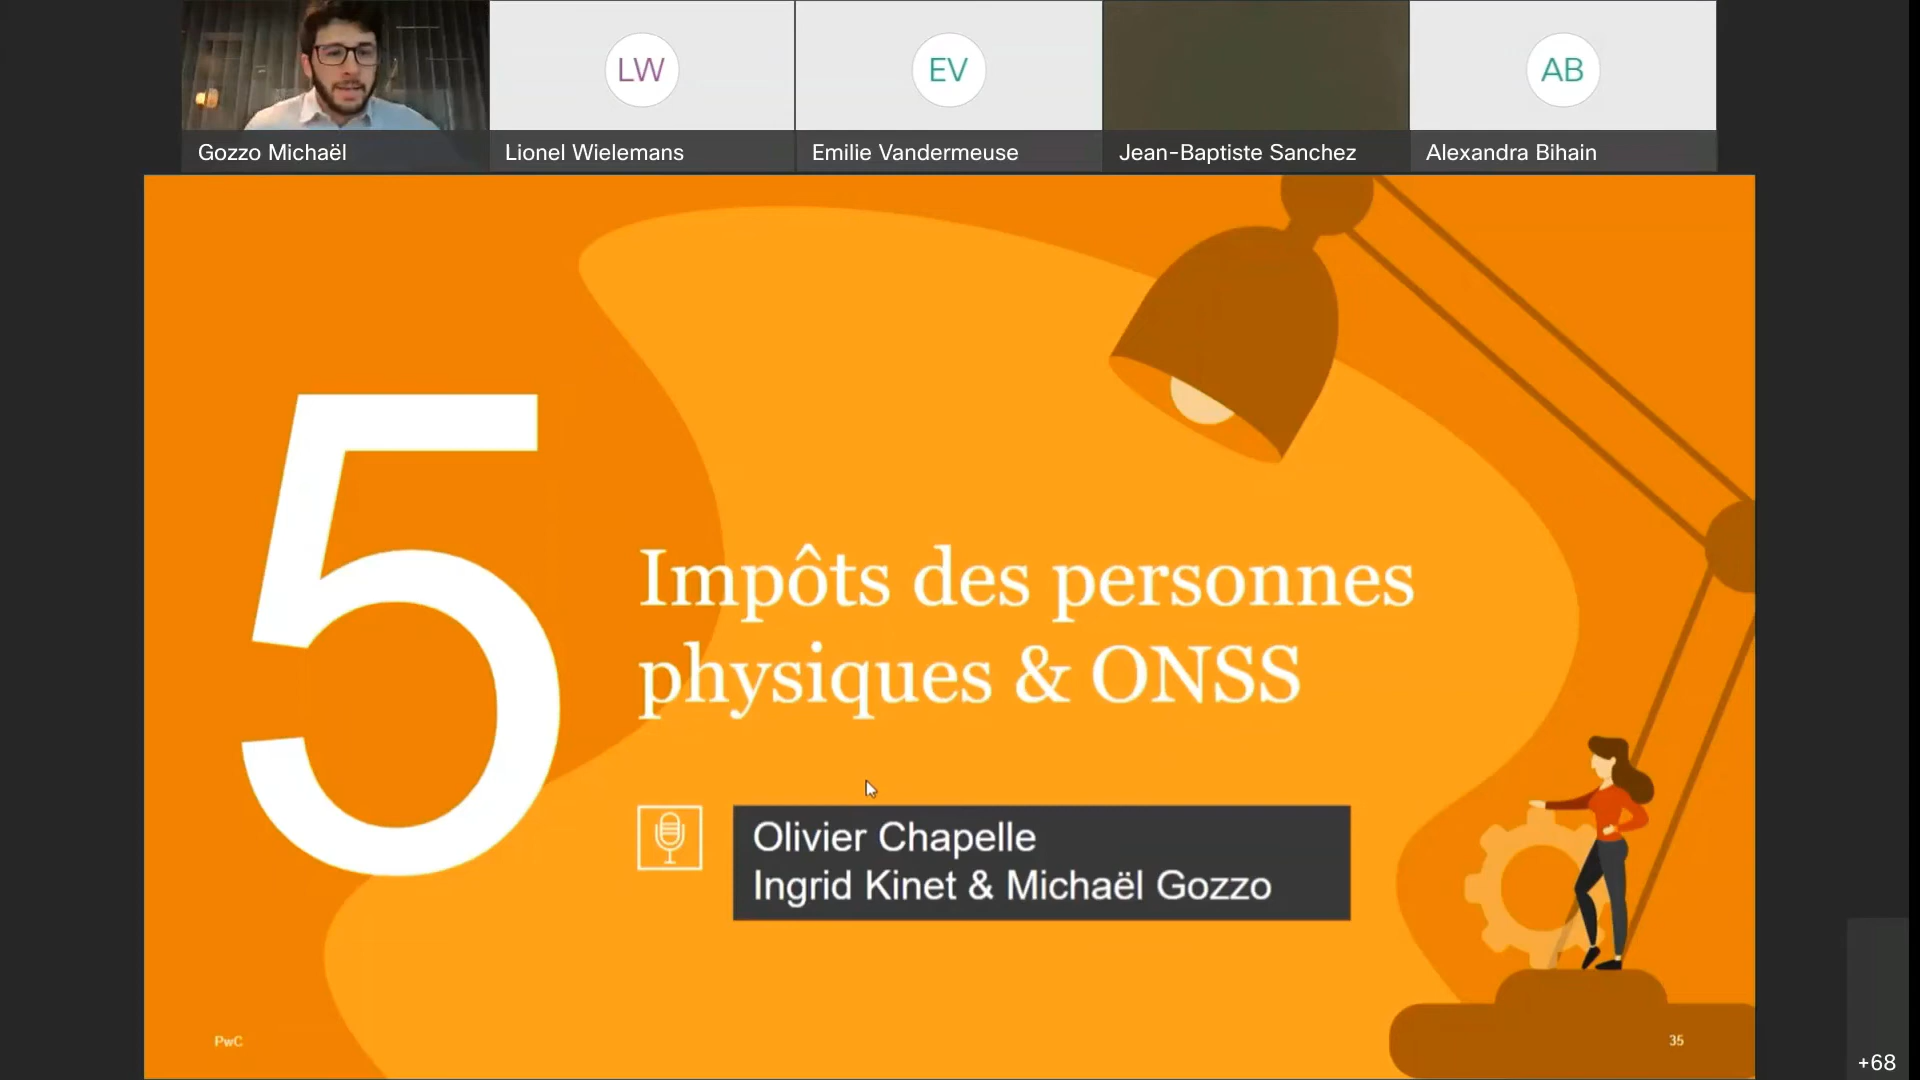 LW
EV
AB
Gozzo Michaël
Lionel Wielemans
Emilie Vandermeuse
Jean-Baptiste Sanchez
Alexandra Bihain
5
Impôts des personnes
physiques & ONSS
Olivier Chapelle
Ingrid Kinet & Michaël Gozzo
PwC
35
+68